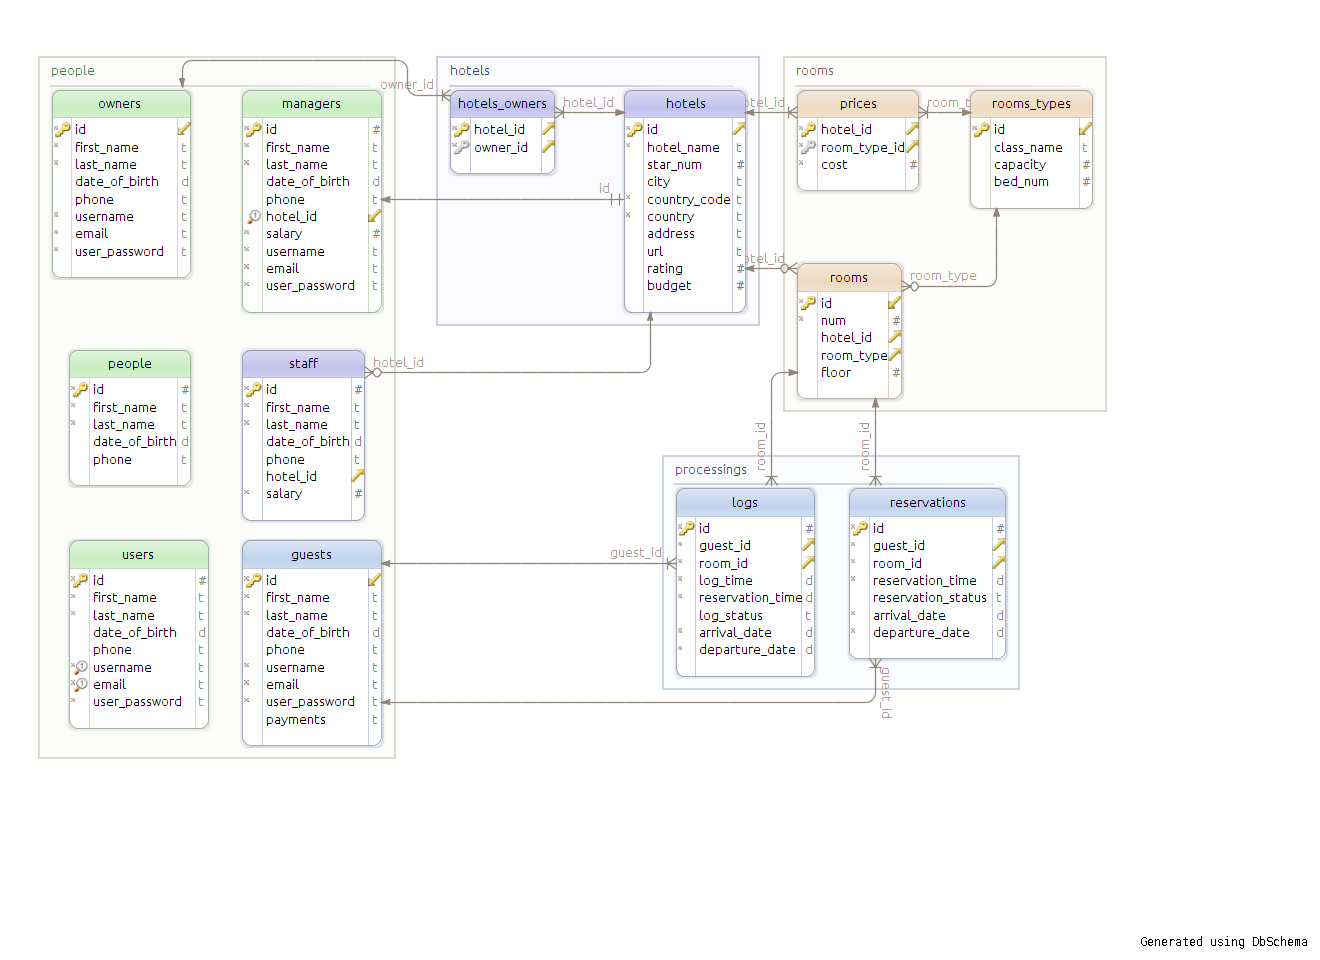 people
owners
id
first_name
last_name
date_of_birth
phone
username
email
user_password
managers
id #
first_name t
last_name t
date_of_birth d
phone t
hotel_id
salary #
username t
email t
user_password t
people
id #
first_name t
last_name t
date_of_birth d
phone t
staff
id #
first_name t
last_name t
date_of_birth d
phone t
hotel_id
salary #
users
id #
first_name t
last_name t
date_of_birth d
phone t
username t
email t
user_password t
guests
id
first_name t
last_name t
date_of_birth d
phone t
username t
email t
user_password t
payments t
owner_id
hotels
hotels_owners
hotel_id
owner_id
hotel_id
id
hotel_id
hotels
id
hotel_name t
star_num #
city t
country_code t
country t
address t
url t
rating #
budget #
otel_id
otel_id
rooms
prices
hotel_id
room_type_id
cost #
room_t
rooms_types
id
class_name t
capacity #
bed_num #
rooms
id
num #
hotel_id
room_type
floor #
room_type
room_id
room_id
processings
logs
id #
guest_id
room_id
log_time d
reservation_time d
log_status t
arrival_date d
departure_date d
reservations
id #
guest_id
room_id
reservation_time d
reservation_status t
arrival_date d
departure_date d
guest_id
guest_id
Generated using DbSchema